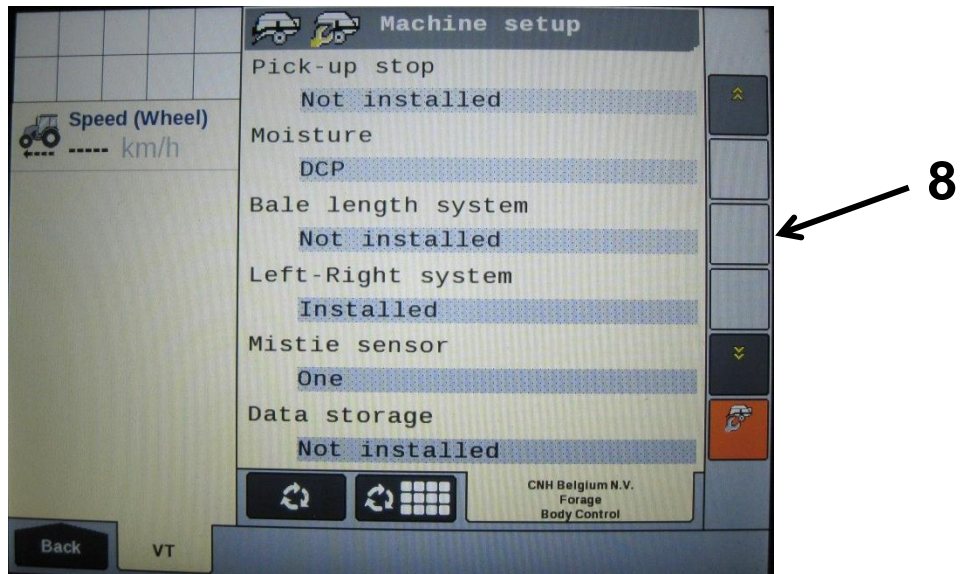 Machine setup
Speed (Wheel)
----- km/h
Pick-up stop
Not installed
Moisture
DCP
Bale length system
Not installed
Left-Right system
Installed
Mistie sensor
One
Data storage
Not installed
CNH Belgium N.V.
Forage
Body Control
Back
VT
8